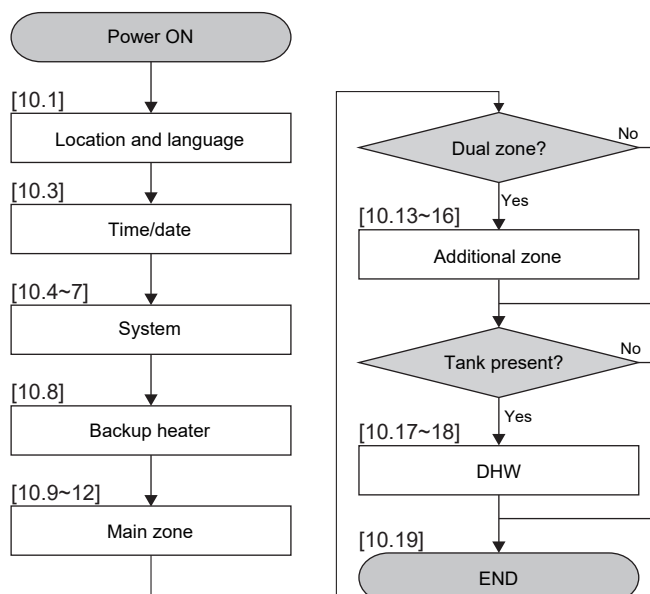 Power ON
[10.1]
Location and language
[10.3]
Time/date
[10.4~7]
System
[10.8]
Backup heater
[10.9~12]
Main zone
Dual zone?
No
Yes
[10.13~16]
Additional zone
Tank present?
No
Yes
[10.17~18]
DHW
[10.19]
END